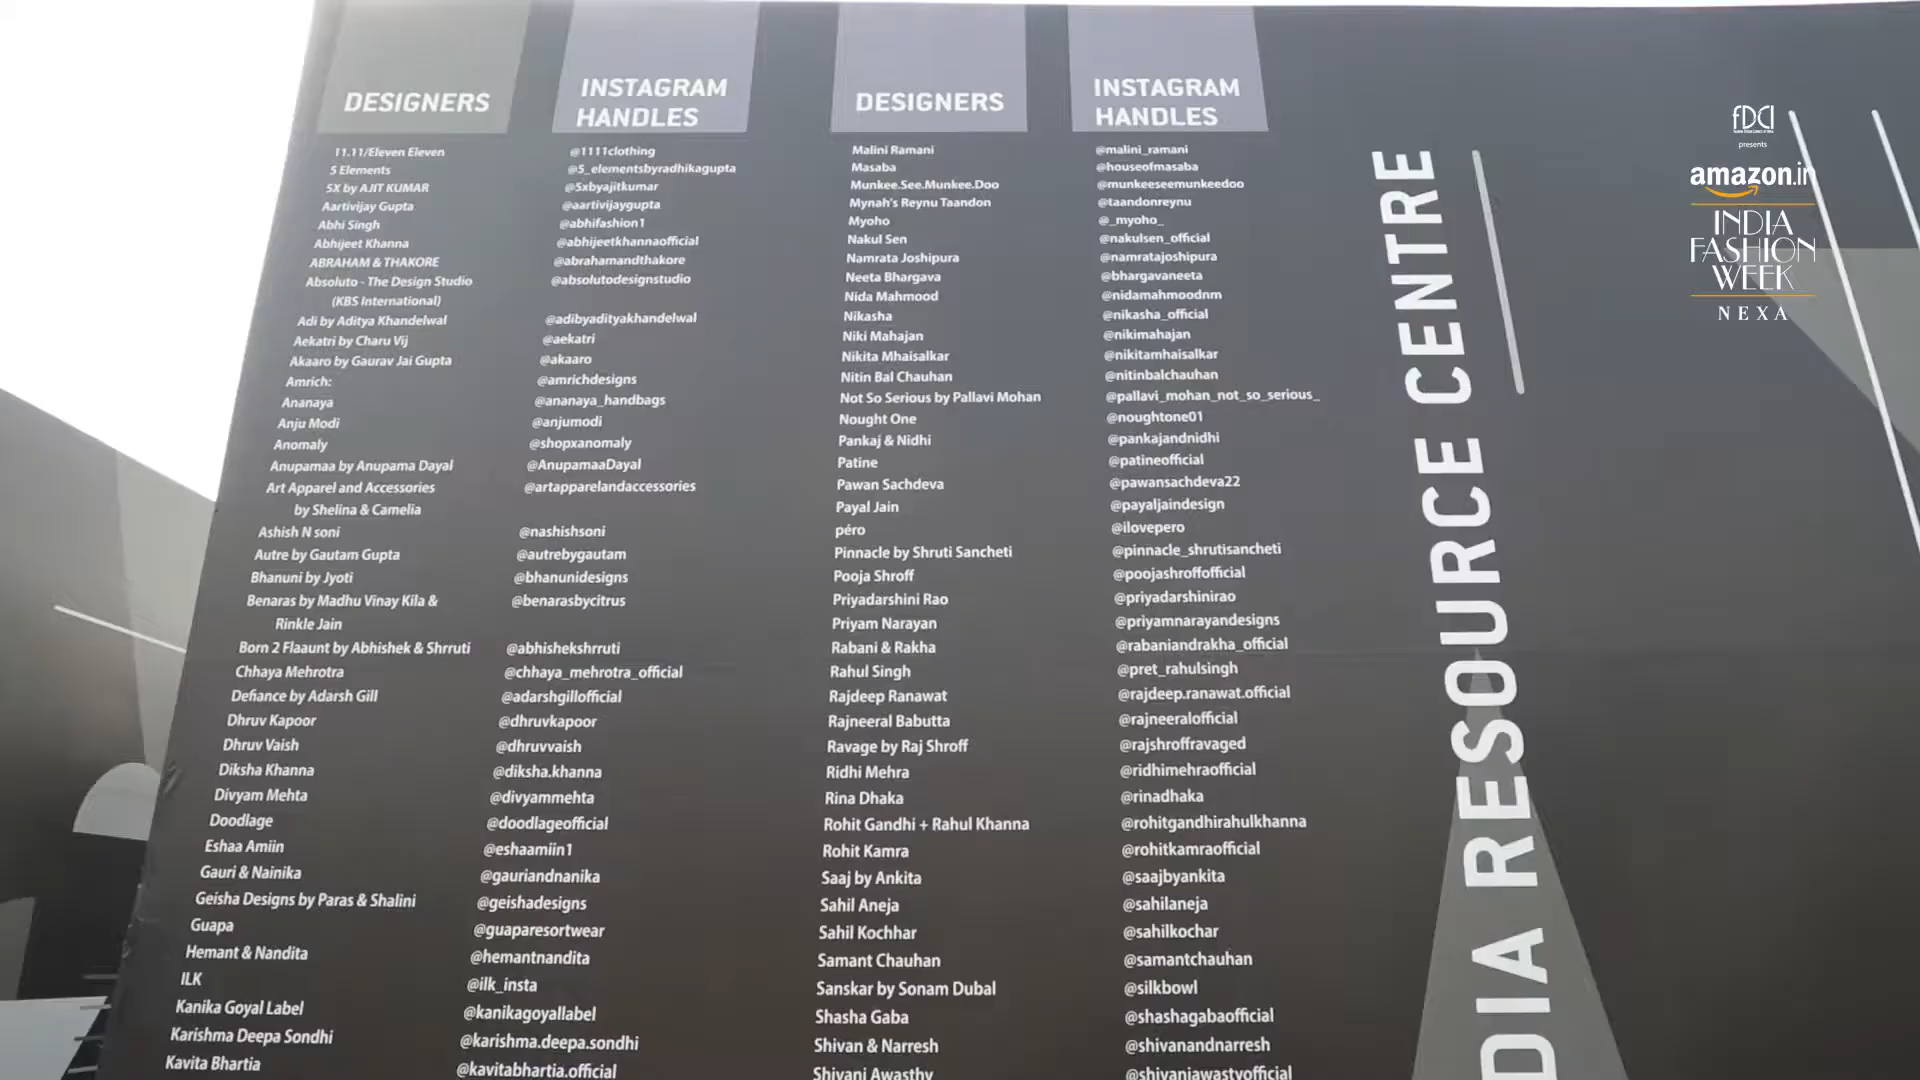 DESIGNERS
INSTAGRAM
HANDLES
11.11/Eleven Eleven @1111clothing
5 Elements @5_elementsbyradhikagupta
5X by AJIT KUMAR @5xbyajitkumar
Aartivijay Gupta @aartivijaygupta
Abhi Singh @abhifashion1
Abhijeet Khanna @abhijeetkhannaofficial
ABRAHAM & THAKORE @abrahamandthakore
Absoluto - The Design Studio @absolutodesignstudio
(KBS International)
Adi by Aditya Khandelwal @adibyadityakhandelwal
Aekatri by Charu Vij @aekatri
Akaaro by Gaurav Jai Gupta @akaaro
Amrich: @amrichdesigns
Ananaya @ananaya_handbags
Anju Modi @anjumodi
Anomaly @shopxanomaly
Anupamaa by Anupama Dayal @AnupamaaDayal
Art Apparel and Accessories @artapparelandaccessories
by Shelina & Camelia
Ashish N soni @nashishsoni
Autre by Gautam Gupta @autrebygautam
Bhanuni by Jyoti @bhanunidesigns
Benaras by Madhu Vinay Kila & @benarasbycitrus
Rinkle Jain
Born 2 Flaaunt by Abhishek & Shrruti @abhishekshrruti
Chhaya Mehrotra @chhaya_mehrotra_official
Defiance by Adarsh Gill @adarshgillofficial
Dhruv Kapoor @dhruvkapoor
Dhruv Vaish @dhruvvaish
Diksha Khanna @diksha.khanna
Divyam Mehta @divyammehta
Doodlage @doodlageofficial
Eshaa Amiin @eshaamiin1
Gauri & Nainika @gauriandnanika
Geisha Designs by Paras & Shalini @geishadesigns
Guapa @guaparesortwear
Hemant & Nandita @hemantnandita
ILK @ilk_insta
Kanika Goyal Label @kanikagoyallabel
Karishma Deepa Sondhi @karishma.deepa.sondhi
Kavita Bhartia @kavitabhartia.official
DESIGNERS
INSTAGRAM
HANDLES
Malini Ramani @malini_ramani
Masaba @houseofmasaba
Munkee.See.Munkee.Doo @munkeeseemunkeedoo
Mynah's Reynu Taandon @taandonreynu
Myoho @_myoho_
Nakul Sen @nakulsen_official
Namrata Joshipura @namratajoshipura
Neeta Bhargava @bhargavaneeta
Nida Mahmood @nidamahmoodnm
Nikasha @nikasha_official
Niki Mahajan @nikimahajan
Nikita Mhaisalkar @nikitamhaisalkar
Nitin Bal Chauhan @nitinbalchauhan
Not So Serious by Pallavi Mohan @pallavi_mohan_not_so_serious_
Nought One @noughtone01
Pankaj & Nidhi @pankajandnidhi
Patine @patineofficial
Pawan Sachdeva @pawansachdeva22
Payal Jain @payaljaindesign
péro @ilovepero
Pinnacle by Shruti Sancheti @pinnacle_shrutisancheti
Pooja Shroff @poojashroffofficial
Priyadarshini Rao @priyadarshinirao
Priyam Narayan @priyamnarayandesigns
Rabani & Rakha @rabaniandrakha_official
Rahul Singh @pret_rahulsingh
Rajdeep Ranawat @rajdeep.ranawat.official
Rajneeral Babutta @rajneeralofficial
Ravage by Raj Shroff @rajshroffravaged
Ridhi Mehra @ridhimehraofficial
Rina Dhaka @rinadhaka
Rohit Gandhi + Rahul Khanna @rohitgandhirahulkhanna
Rohit Kamra @rohitkamraofficial
Saaj by Ankita @saajbyankita
Sahil Aneja @sahilaneja
Sahil Kochhar @sahilkochar
Samant Chauhan @samantchauhan
Sanskar by Sonam Dubal @silkbowl
Shasha Gaba @shashagabaofficial
Shivan & Narresh @shivanandnarresh
Shivani Awasthy @shivaniawastyofficial
DIA RESOURCE CENTRE
fDCI
presents
amazon.in
INDIA
FASHION
WEEK
NEXA